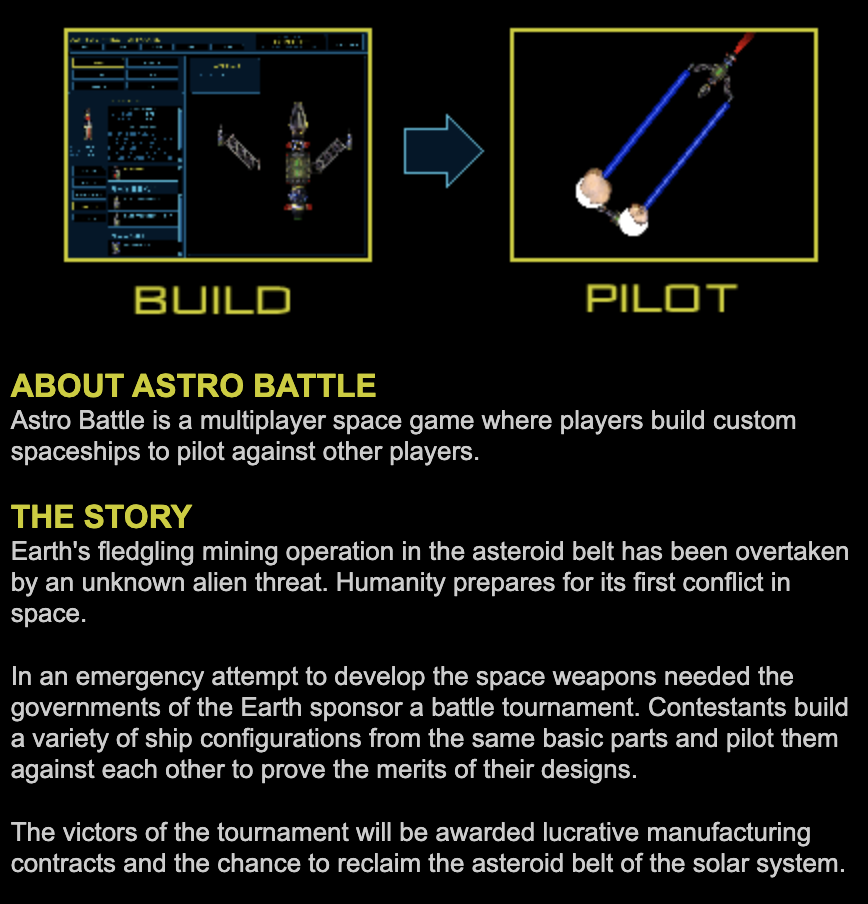 BUILD
PILOT
ABOUT ASTRO BATTLE
Astro Battle is a multiplayer space game where players build custom
spaceships to pilot against other players.
THE STORY
Earth's fledgling mining operation in the asteroid belt has been overtaken
by an unknown alien threat. Humanity prepares for its first conflict in
space.
In an emergency attempt to develop the space weapons needed the
governments of the Earth sponsor a battle tournament. Contestants build
a variety of ship configurations from the same basic parts and pilot them
against each other to prove the merits of their designs.
The victors of the tournament will be awarded lucrative manufacturing
contracts and the chance to reclaim the asteroid belt of the solar system.